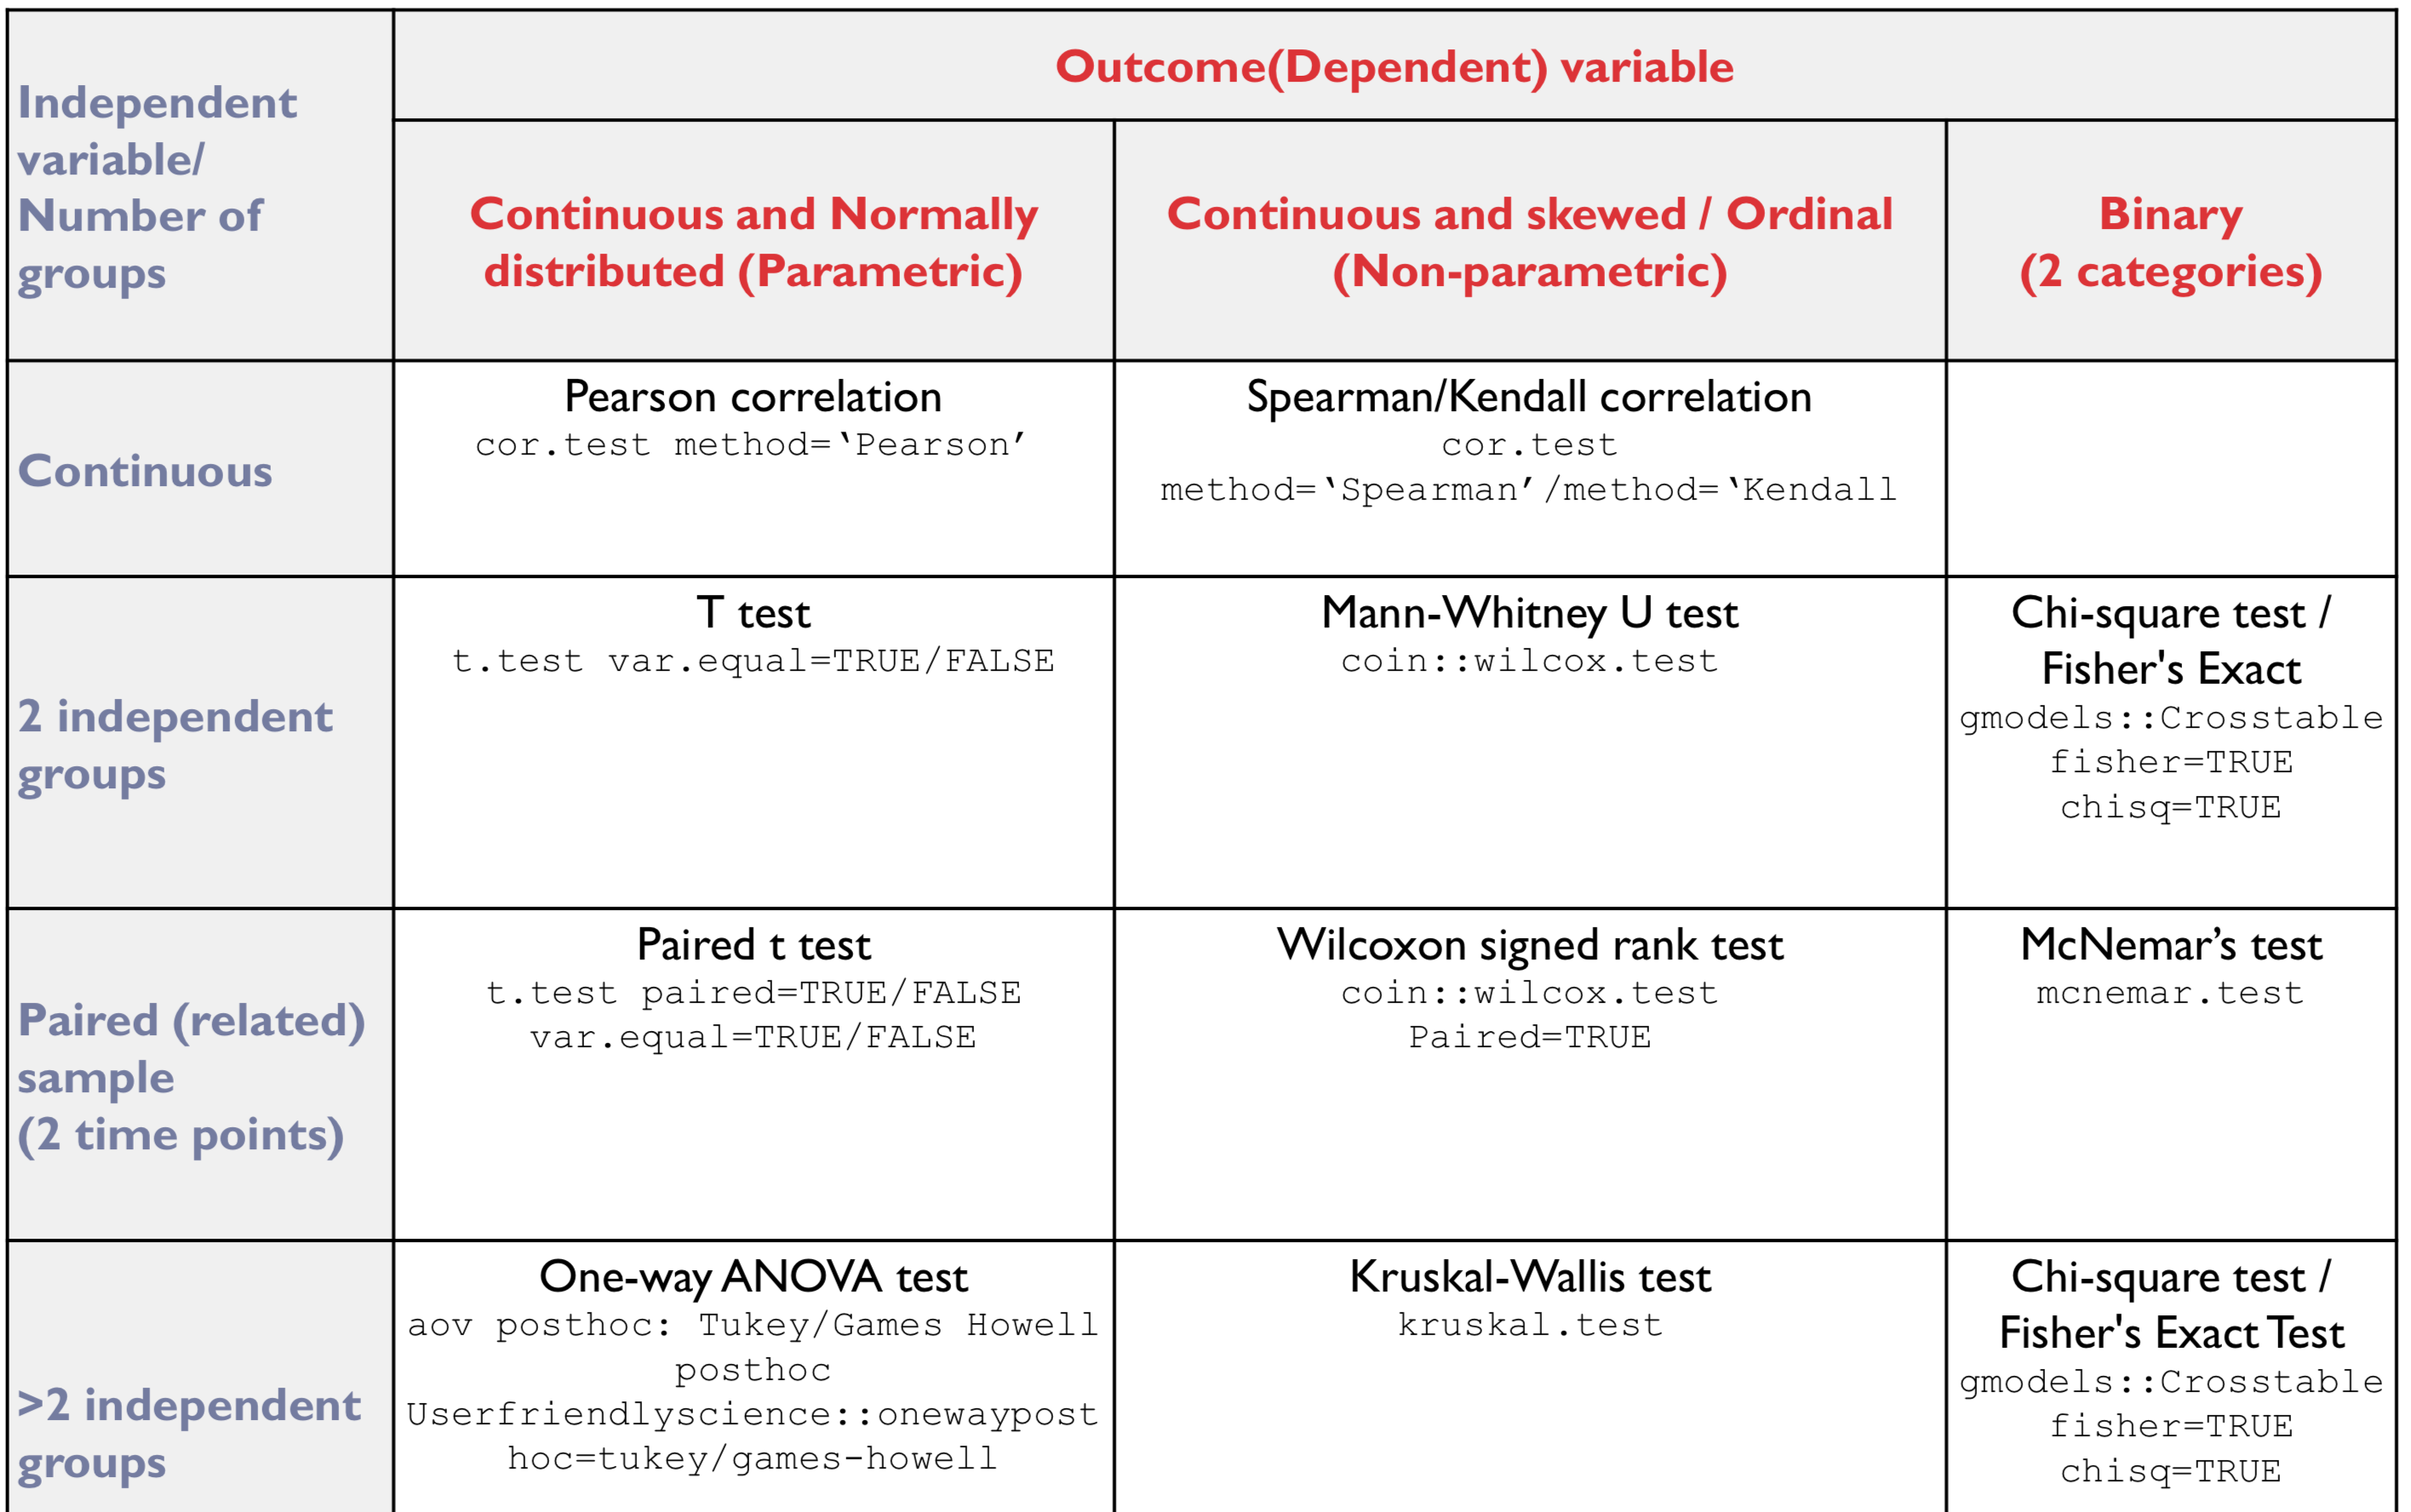 Independent
variable/
Number of
groups
Outcome(Dependent) variable
Continuous and Normally
distributed (Parametric)
Continuous and skewed / Ordinal
(Non-parametric)
Binary
(2 categories)
Continuous
Pearson correlation
cor.test method=‘Pearson’
Spearman/Kendall correlation
cor.test
method=‘Spearman’/method=‘Kendall
2 independent
groups
T test
t.test var.equal=TRUE/FALSE
Mann-Whitney U test
coin::wilcox.test
Chi-square test /
Fisher's Exact
gmodels::Crosstable
fisher=TRUE
chisq=TRUE
Paired (related)
sample
(2 time points)
Paired t test
t.test paired=TRUE/FALSE
var.equal=TRUE/FALSE
Wilcoxon signed rank test
coin::wilcox.test
Paired=TRUE
McNemar’s test
mcnemar.test
>2 independent
groups
One-way ANOVA test
aov posthoc: Tukey/Games Howell
posthoc
Userfriendlyscience::onewaypost
hoc=tukey/games-howell
Kruskal-Wallis test
kruskal.test
Chi-square test /
Fisher's Exact Test
gmodels::Crosstable
fisher=TRUE
chisq=TRUE